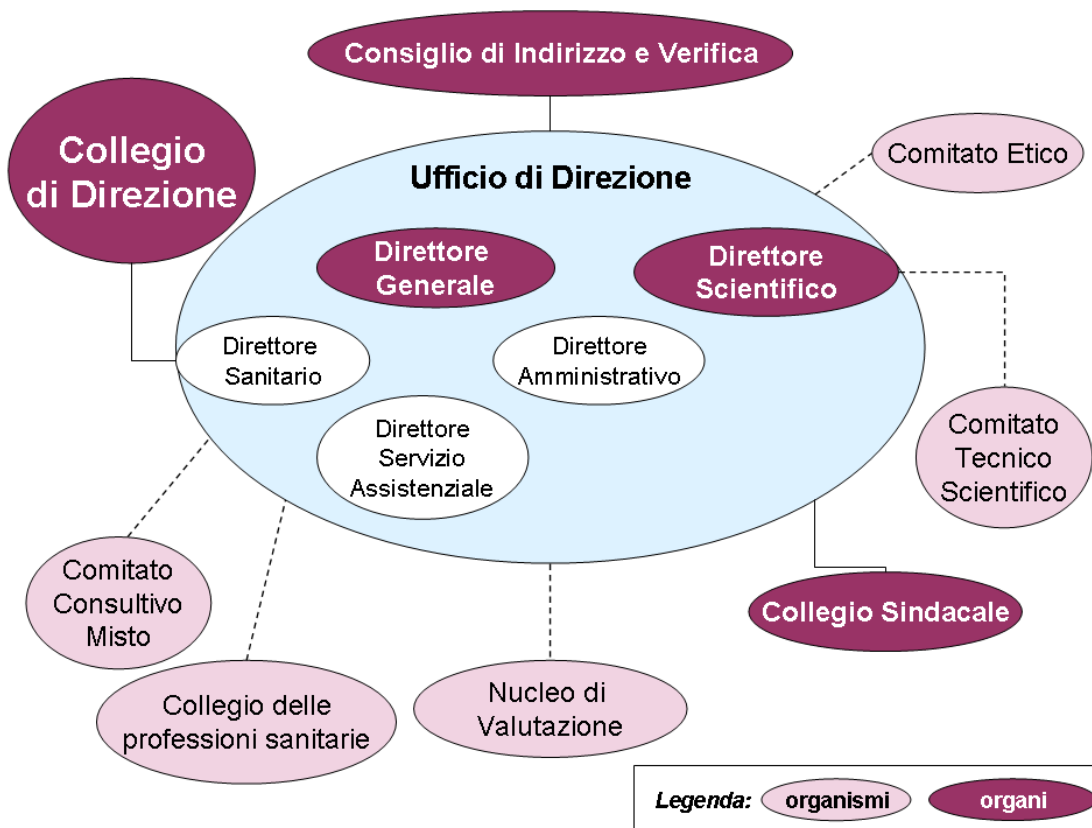 Consiglio di Indirizzo e Verifica
Collegio
di Direzione
Comitato Etico
Ufficio di Direzione
Direttore
Generale
Direttore
Scientifico
Direttore
Sanitario
Direttore
Amministrativo
Direttore
Servizio
Assistenziale
Comitato
Tecnico
Scientifico
Comitato
Consultivo
Misto
Collegio Sindacale
Collegio delle
professioni sanitarie
Nucleo di
Valutazione
Legenda: organismi organi